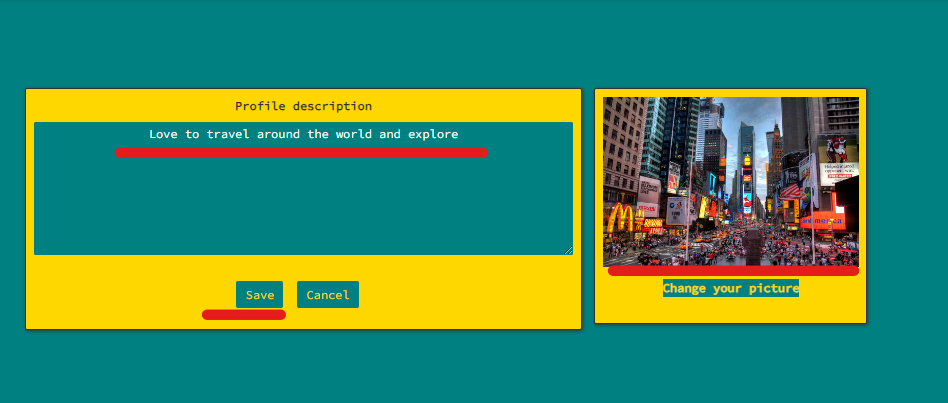 Profile description
Love to travel around the world and explore
Save
Cancel
Change your picture